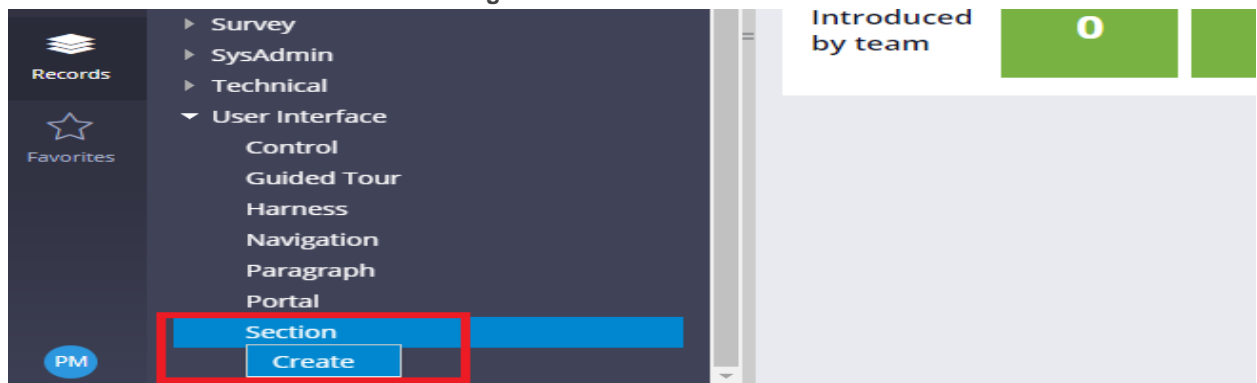 Records
Favorites
PM
Survey
SysAdmin
Technical
User Interface
Control
Guided Tour
Harness
Navigation
Paragraph
Portal
Section
Create
Introduced
by team
0